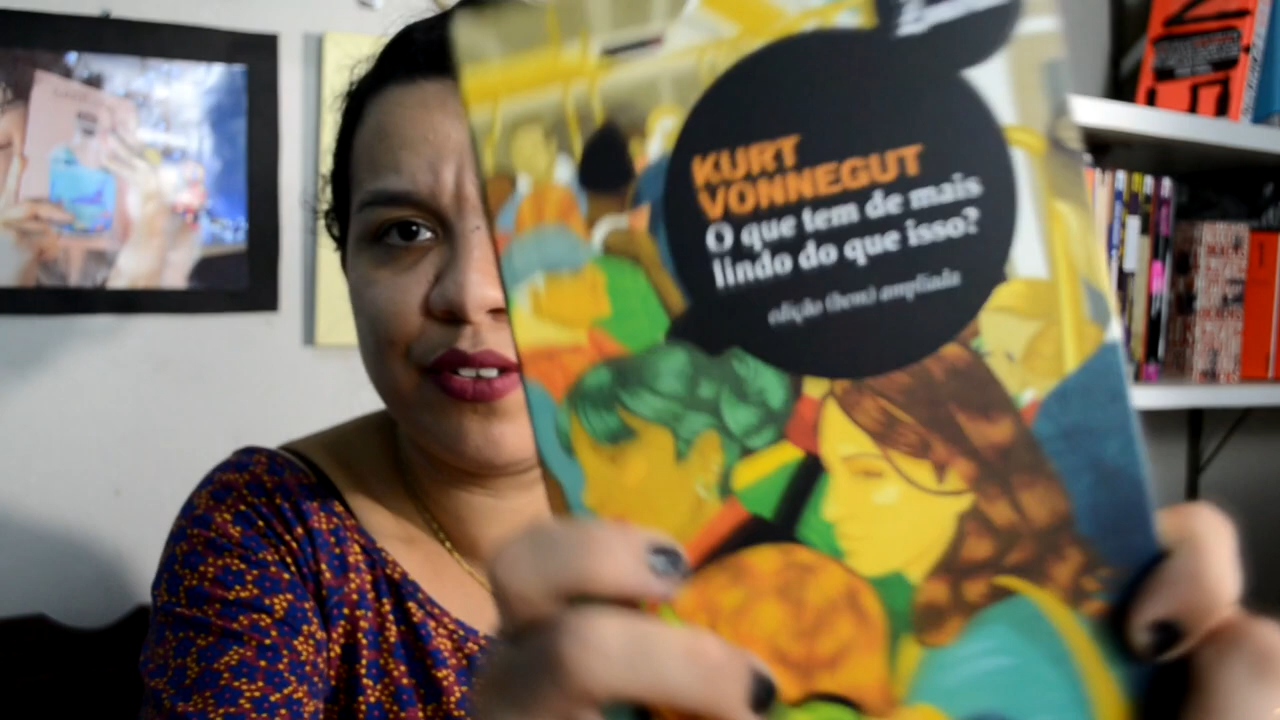 KURT
VONNEGUT
O que tem de mais
lindo do que isso?
edição (bem) ampliada